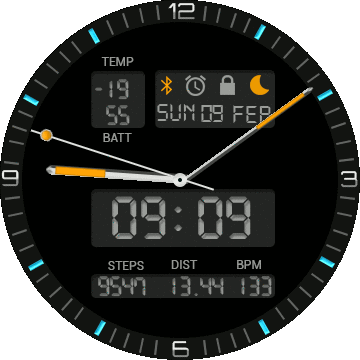 12
TEMP
-19
55
BATT
SUN 09 FEB
9
3
09:09
STEPS DIST BPM
9547 13.44 133
6